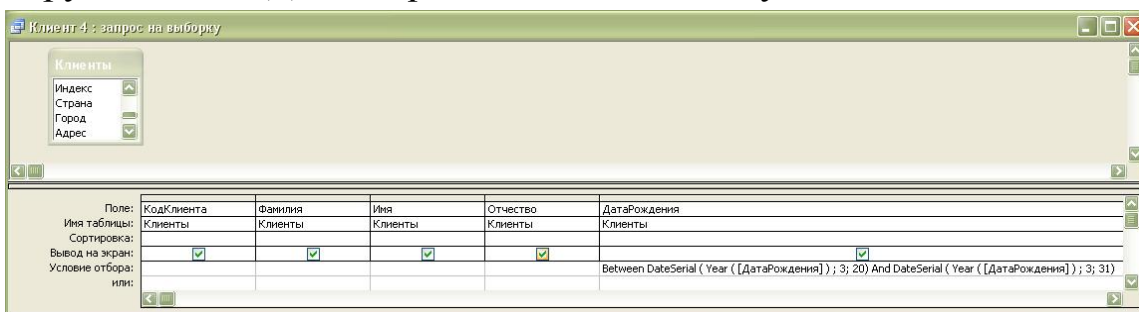 Клиент 4 : запрос на выборку
Клиенты
Индекс
Страна
Город
Адрес
Поле: КодКлиента Фамилия Имя Отчество ДатаРождения
Имя таблицы: Клиенты Клиенты Клиенты Клиенты Клиенты
Сортировка:
Вывод на экран:
Условие отбора: Between DateSerial ( Year ( [ДатаРождения] ) ; 3; 20) And DateSerial ( Year ( [ДатаРождения] ) ; 3; 31)
или: